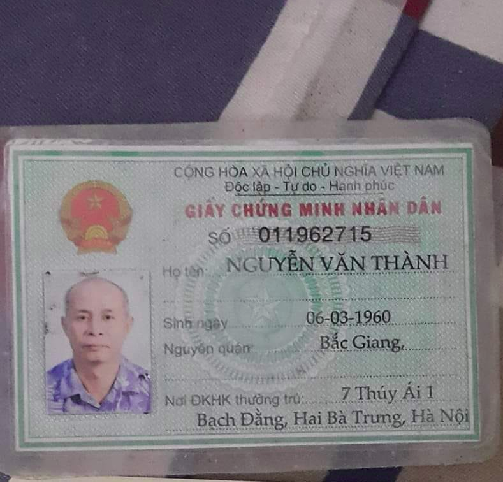 CỘNG HÒA XÃ HỘI CHỦ NGHĨA VIỆT NAM
Độc lập - Tự do - Hạnh phúc
GIẤY CHỨNG MINH NHÂN DÂN
SỐ 011962715
Họ tên: NGUYỄN VĂN THÀNH
Sinh ngày 06-03-1960
Nguyên quán: Bắc Giang,
Nơi ĐKHK thường trú: 7 Thúy Ái 1
Bạch Đằng, Hai Bà Trưng, Hà Nội